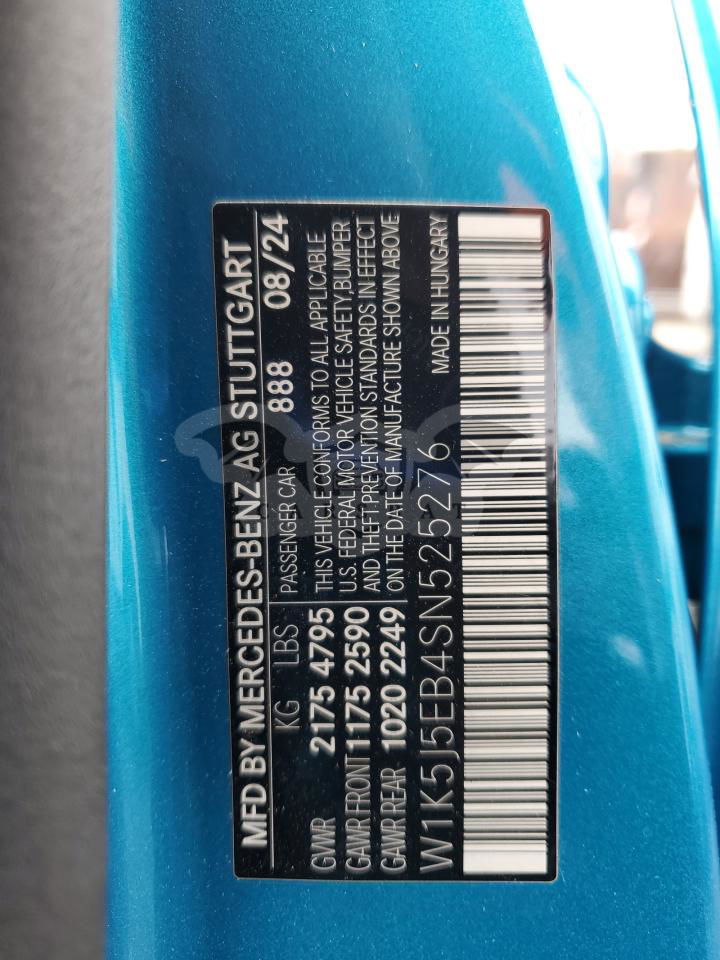 MFD BY MERCEDES-BENZ AG STUTTGART
KG LBS PASSENGER CAR 888 08/24
GVWR 2175 4795 THIS VEHICLE CONFORMS TO ALL APPLICABLE
U.S. FEDERAL MOTOR VEHICLE SAFETY, BUMPER
GAWR FRONT 1175 2590 AND THEFT PREVENTION STANDARDS IN EFFECT
GAWR REAR 1020 2249 ON THE DATE OF MANUFACTURE SHOWN ABOVE
W1K5J5EB4SN525276 MADE IN HUNGARY